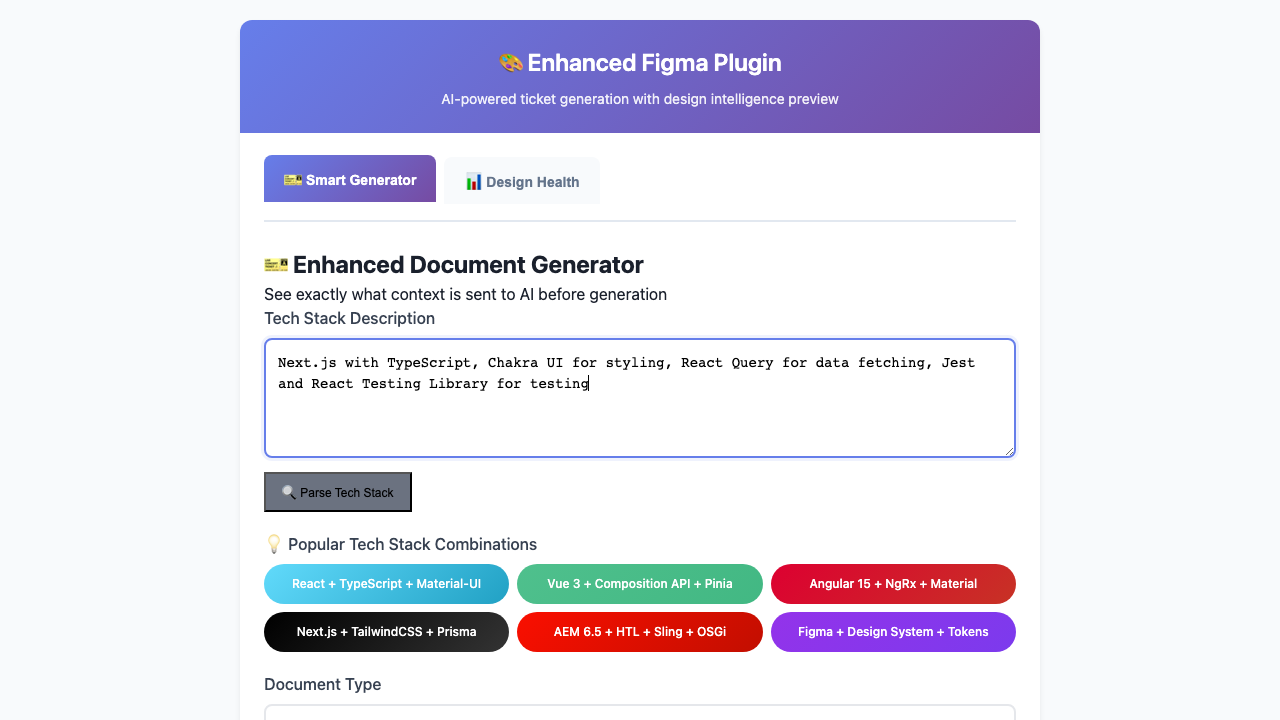 🎨 Enhanced Figma Plugin
AI-powered ticket generation with design intelligence preview
🎫 Smart Generator
📊 Design Health
🎫 Enhanced Document Generator
See exactly what context is sent to AI before generation
Tech Stack Description
Next.js with TypeScript, Chakra UI for styling, React Query for data fetching, Jest
and React Testing Library for testing
🔍 Parse Tech Stack
💡 Popular Tech Stack Combinations
React + TypeScript + Material-UI
Vue 3 + Composition API + Pinia
Angular 15 + NgRx + Material
Next.js + TailwindCSS + Prisma
AEM 6.5 + HTL + Sling + OSGi
Figma + Design System + Tokens
Document Type